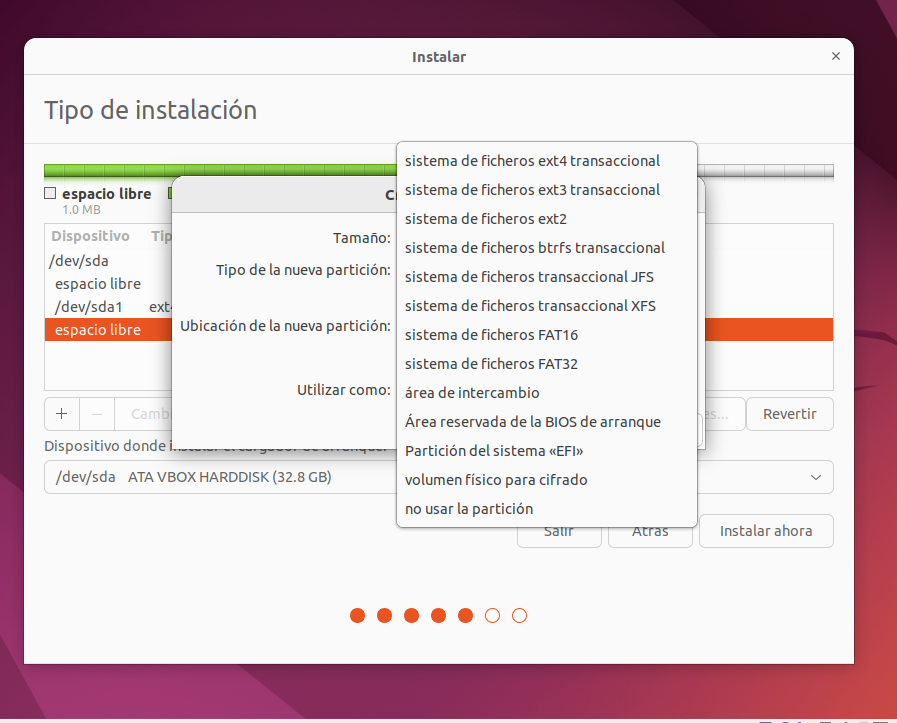 Instalar
Tipo de instalación
espacio libre
1.0 MB
Dispositivo Tip
/dev/sda
espacio libre
/dev/sda1
espacio libre
Tamaño:
Tipo de la nueva partición:
Ubicación de la nueva partición:
Utilizar como:
sistema de ficheros ext4 transaccional
sistema de ficheros ext3 transaccional
sistema de ficheros ext2
sistema de ficheros btrfs transaccional
sistema de ficheros transaccional JFS
sistema de ficheros transaccional XFS
sistema de ficheros FAT16
sistema de ficheros FAT32
área de intercambio
Área reservada de la BIOS de arranque
Partición del sistema «EFI»
volumen físico para cifrado
no usar la partición
+ − Camb
Revertir
Dispositivo donde instalar el cargador de arranque:
/dev/sda ATA VBOX HARDDISK (32.8 GB)
Salir Atrás Instalar ahora